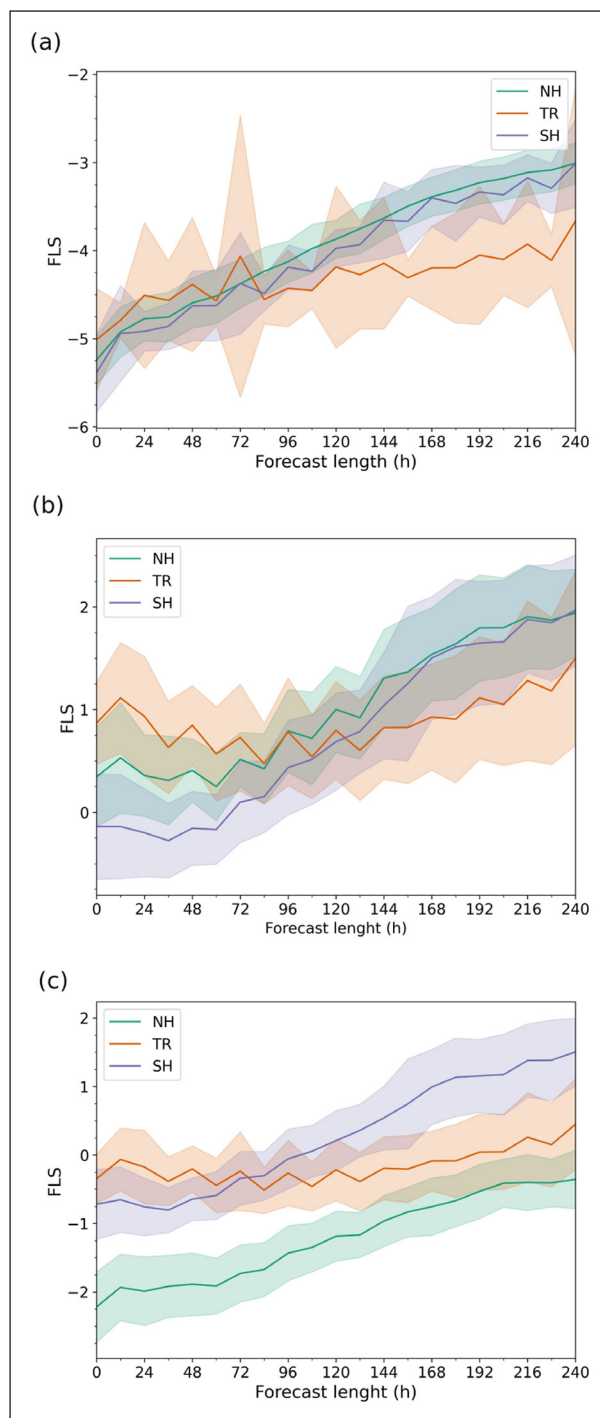 (a)
−2
−3
−4
−5
−6
FLS
NH
TR
SH
0 24 48 72 96 120 144 168 192 216 240
Forecast length (h)
(b)
2
1
0
FLS
NH
TR
SH
0 24 48 72 96 120 144 168 192 216 240
Forecast lenght (h)
(c)
2
1
0
−1
−2
FLS
NH
TR
SH
0 24 48 72 96 120 144 168 192 216 240
Forecast lenght (h)